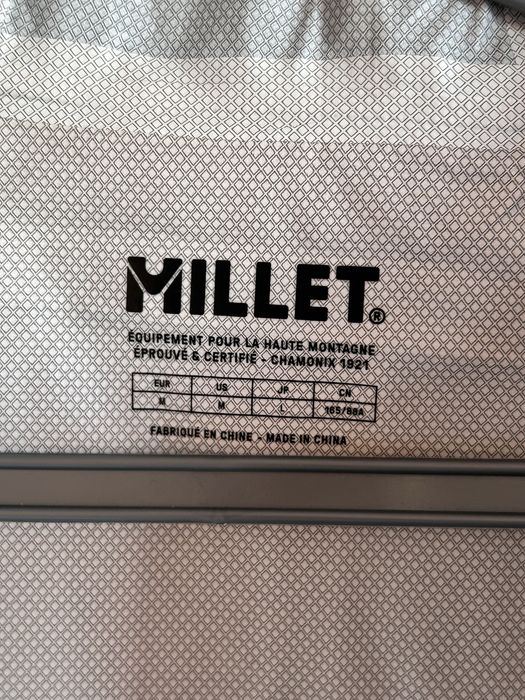 MILLET®
ÉQUIPEMENT POUR LA HAUTE MONTAGNE
ÉPROUVÉ & CERTIFIÉ - CHAMONIX 1921
EUR US JP CN
M M L 165/88A
FABRIQUÉ EN CHINE - MADE IN CHINA